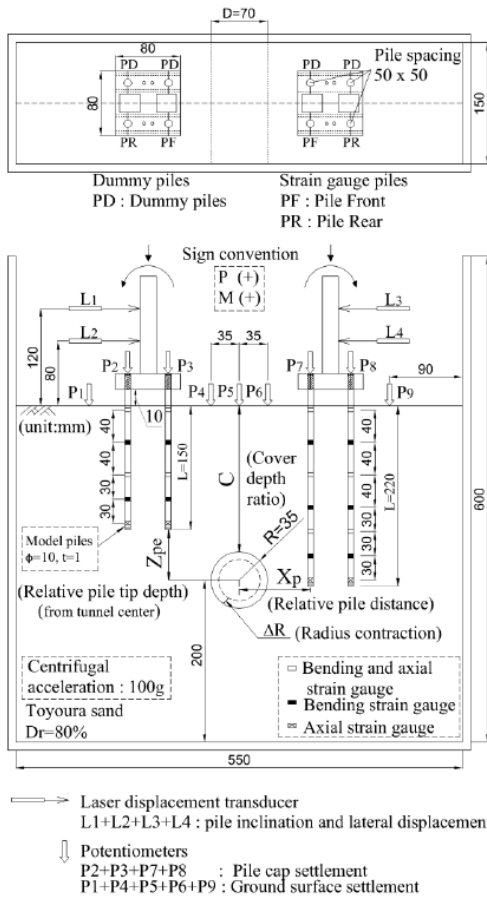 D=70
80
PD PD
PD PD
Pile spacing
50 x 50
80
150
PR PF
PF PR
Dummy piles
PD : Dummy piles
Strain gauge piles
PF : Pile Front
PR : Pile Rear
Sign convention
P (+)
M (+)
L1
L3
L2
L4
120
80
35 35
P2 P3
P7 P8
90
P1
P4 P5 P6
P9
10
(unit:mm)
40
40
30
30
L=150
C
(Cover
depth
ratio)
40
40
30
30
30
L=220
600
R=35
Model piles
ϕ=10, t=1
Zpe
Xp
(Relative pile tip depth)
(from tunnel center)
(Relative pile distance)
ΔR (Radius contraction)
200
Centrifugal
acceleration : 100g
Toyoura sand
Dr=80%
Bending and axial
strain gauge
Bending strain gauge
Axial strain gauge
550
Laser displacement transducer
L1+L2+L3+L4 : pile inclination and lateral displacemen
Potentiometers
P2+P3+P7+P8 : Pile cap settlement
P1+P4+P5+P6+P9 : Ground surface settlement